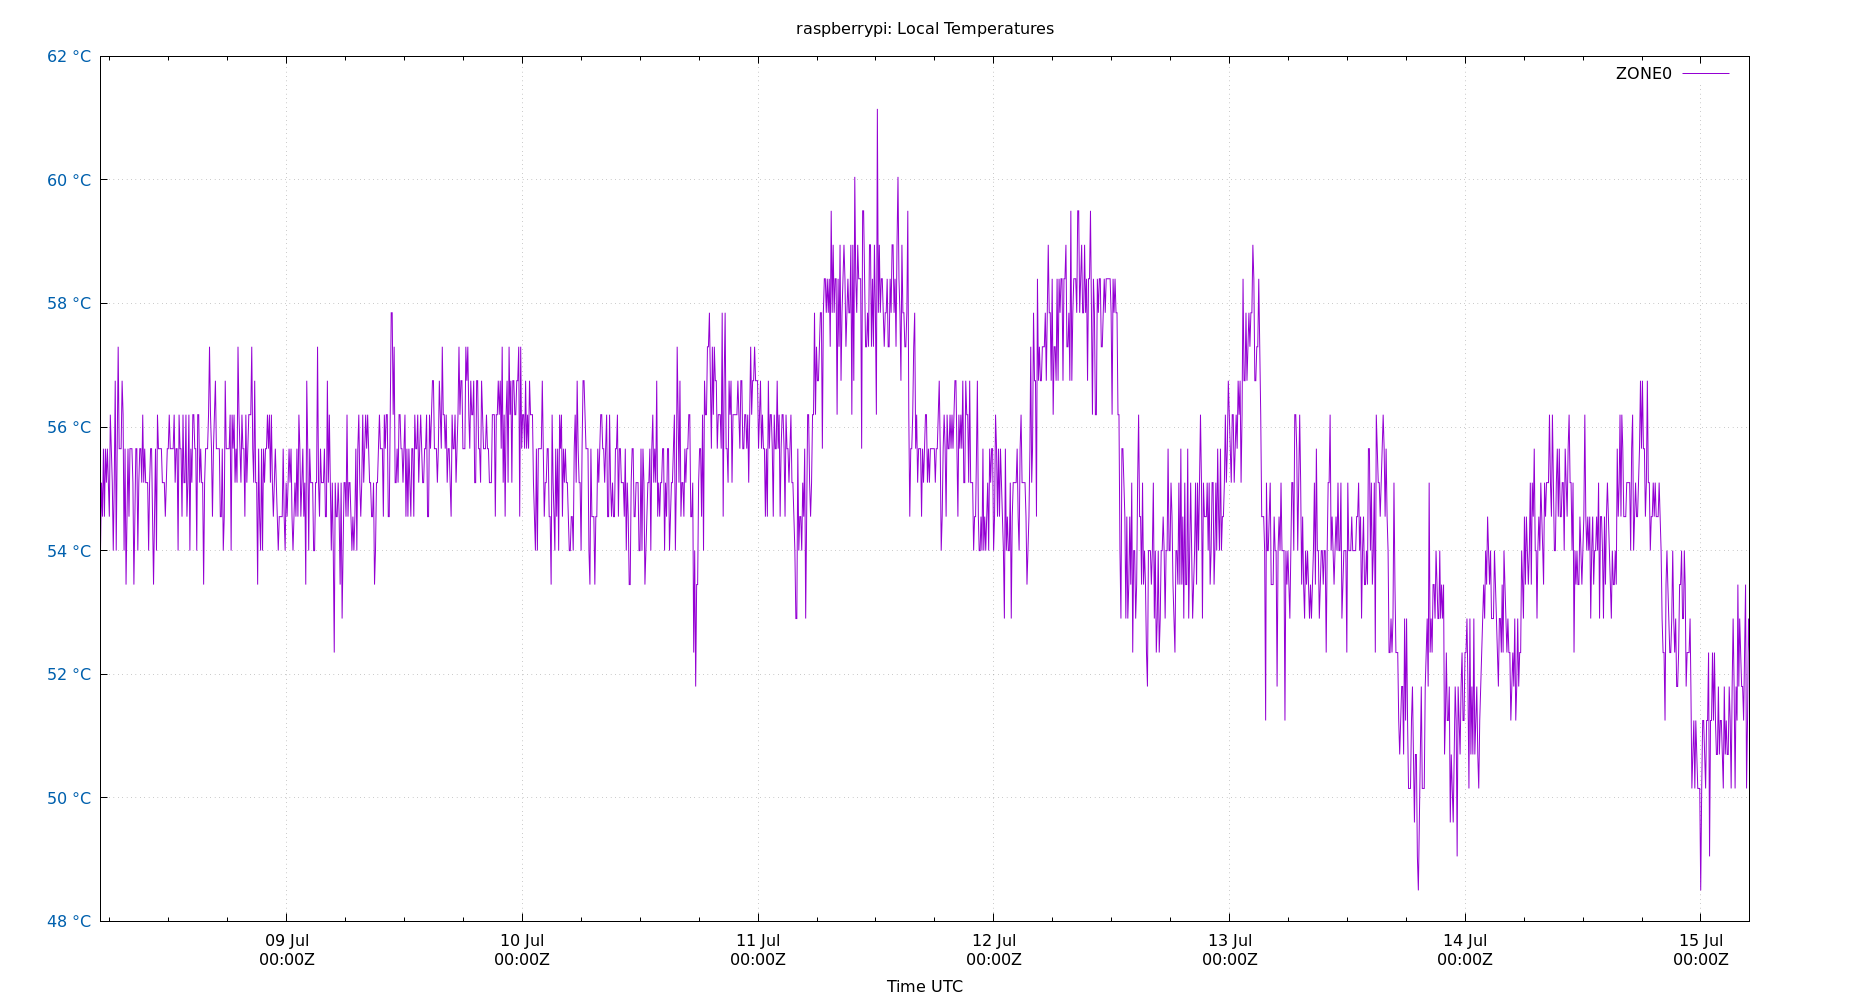 raspberrypi: Local Temperatures
62 °C
ZONE0
60 °C
58 °C
56 °C
54 °C
52 °C
50 °C
48 °C
09 Jul 10 Jul 11 Jul 12 Jul 13 Jul 14 Jul 15 Jul
00:00Z 00:00Z 00:00Z 00:00Z 00:00Z 00:00Z 00:00Z
Time UTC